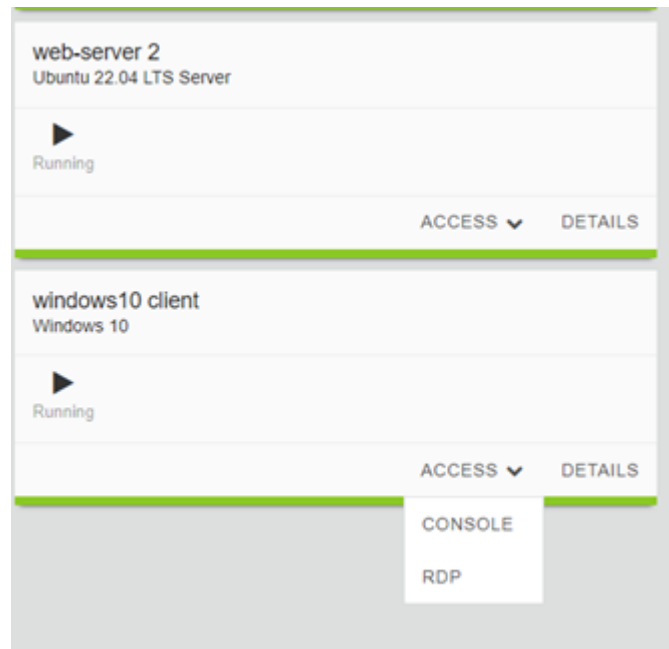 web-server 2
Ubuntu 22.04 LTS Server
Running
ACCESS DETAILS
windows10 client
Windows 10
Running
ACCESS DETAILS
CONSOLE
RDP